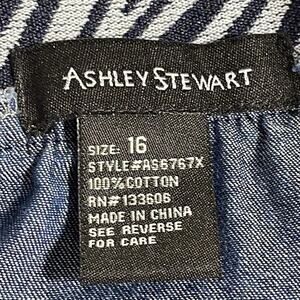 ASHLEY STEWART
SIZE: 16
STYLE#AS6767X
100%COTTON
RN#133606
MADE IN CHINA
SEE REVERSE
FOR CARE